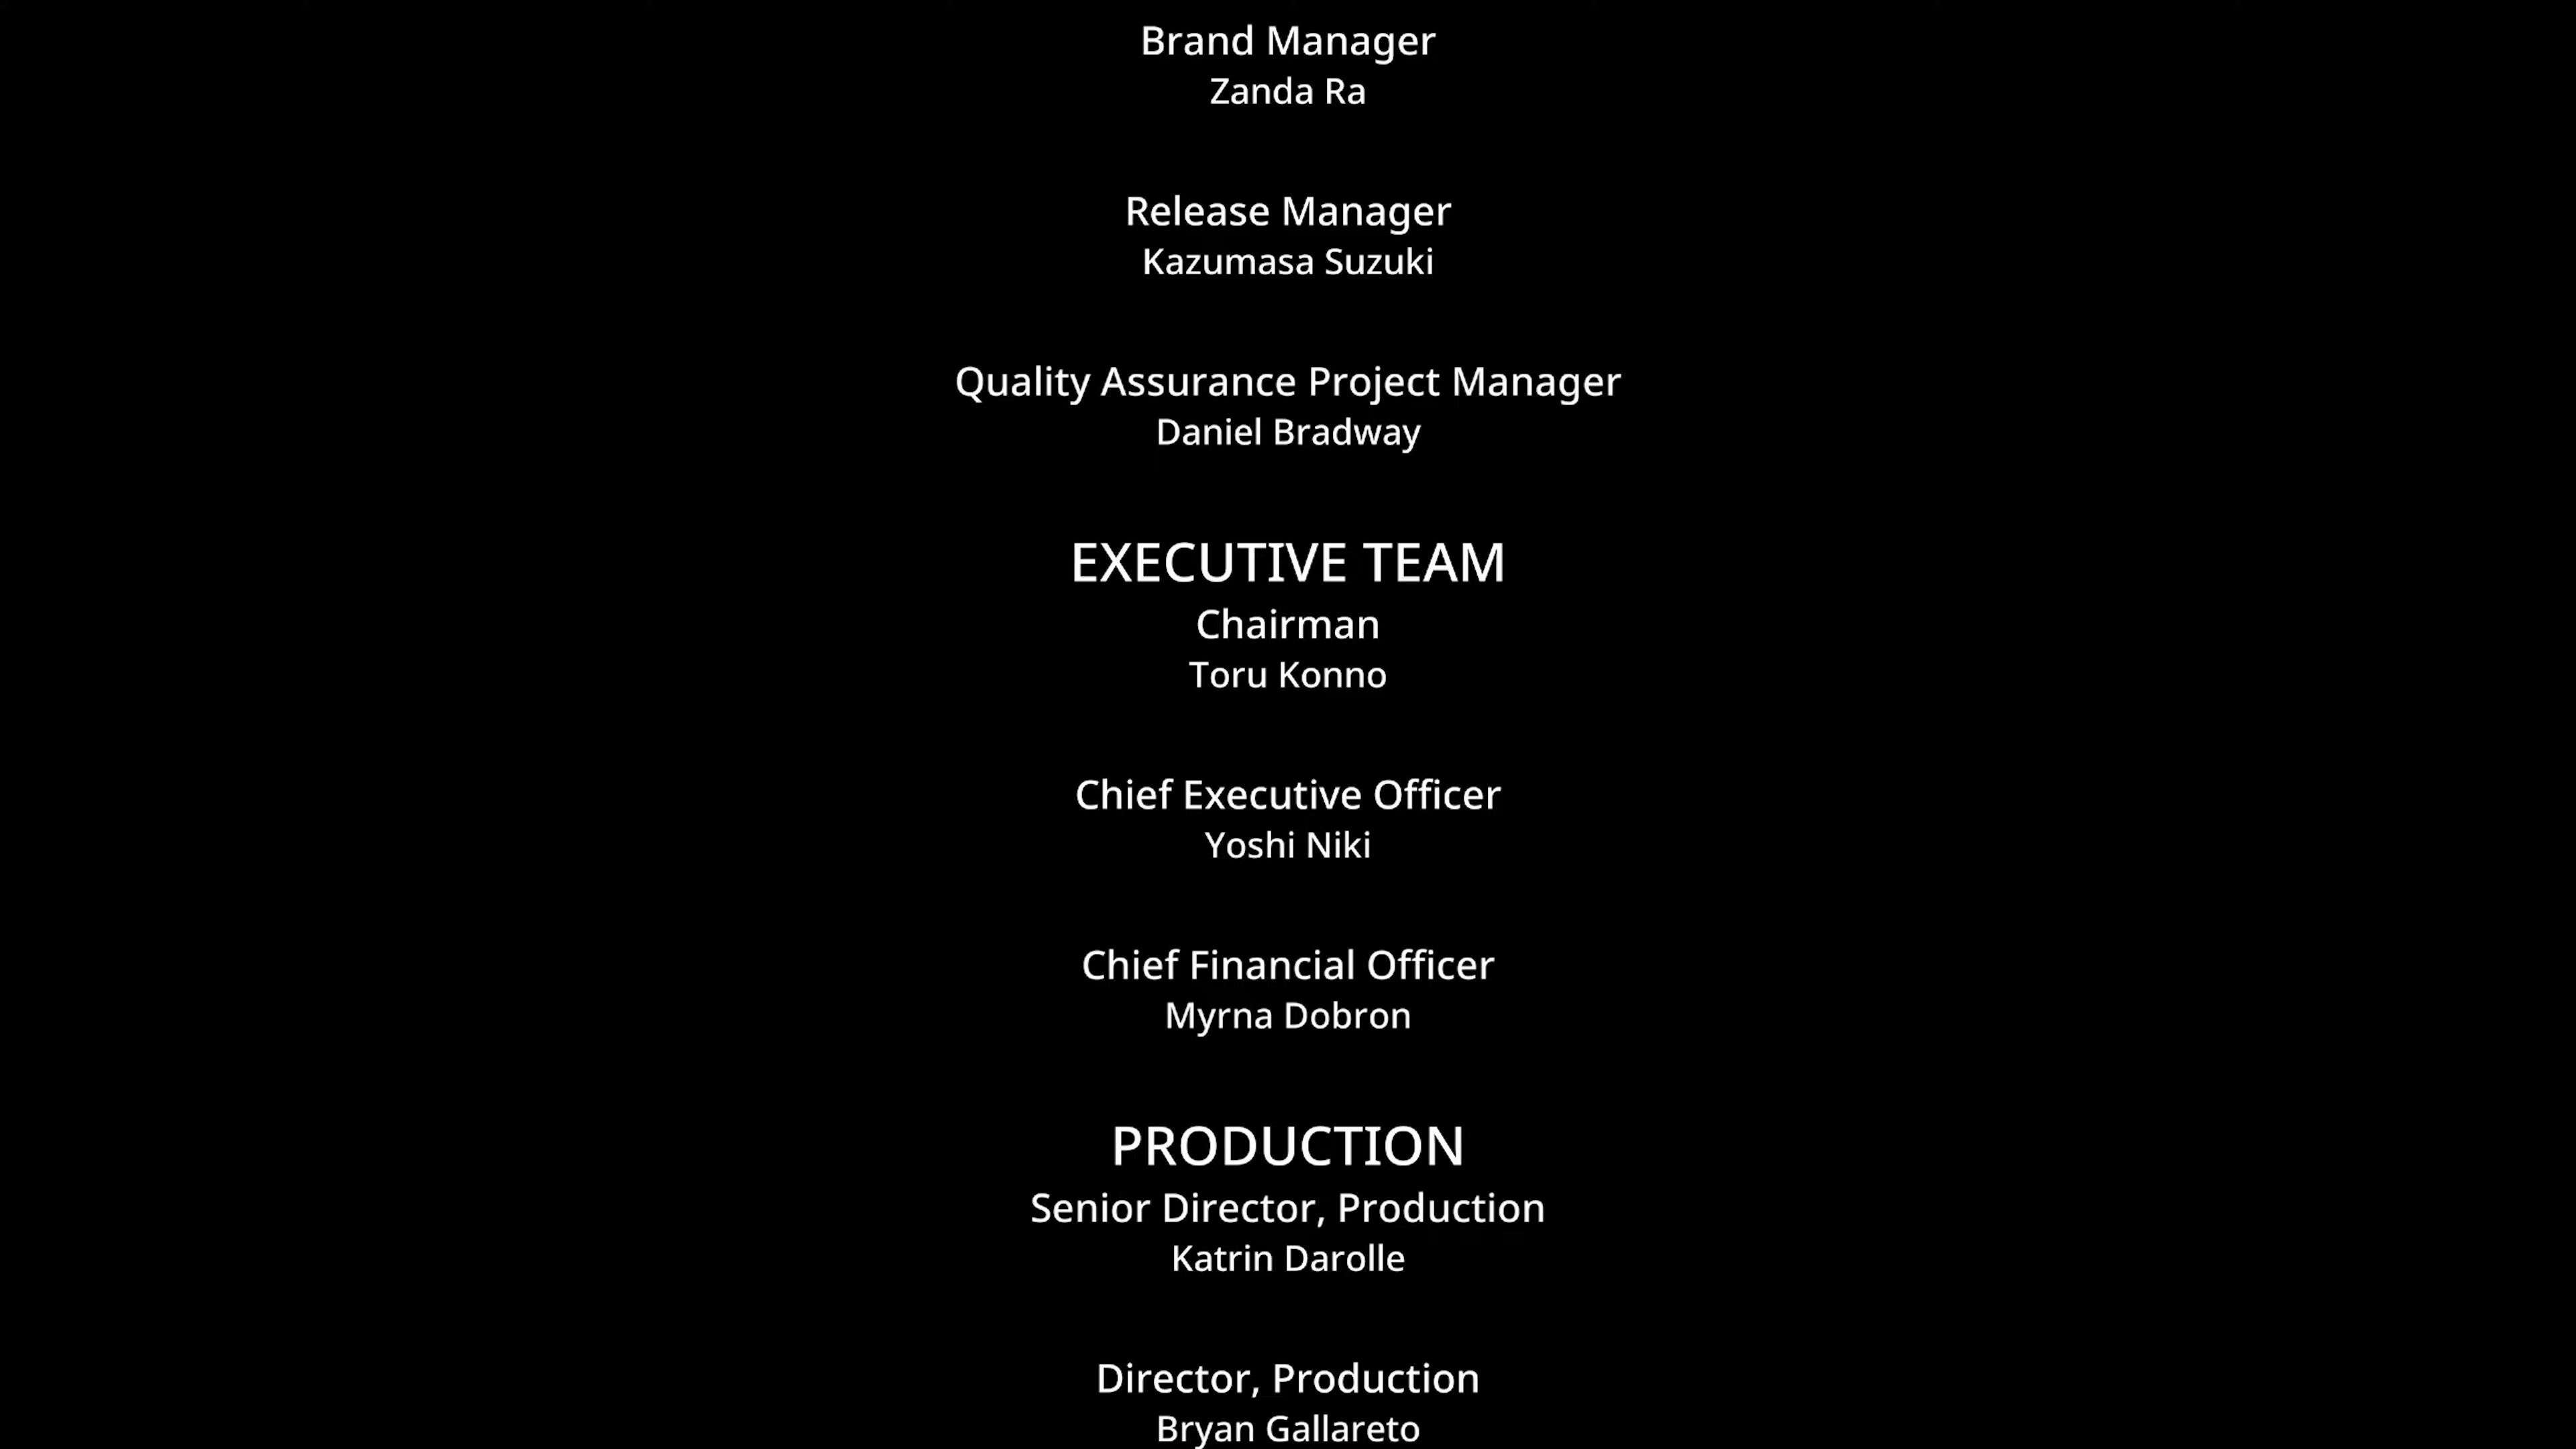 Brand Manager
Zanda Ra
Release Manager
Kazumasa Suzuki
Quality Assurance Project Manager
Daniel Bradway
EXECUTIVE TEAM
Chairman
Toru Konno
Chief Executive Officer
Yoshi Niki
Chief Financial Officer
Myrna Dobron
PRODUCTION
Senior Director, Production
Katrin Darolle
Director, Production
Bryan Gallareto